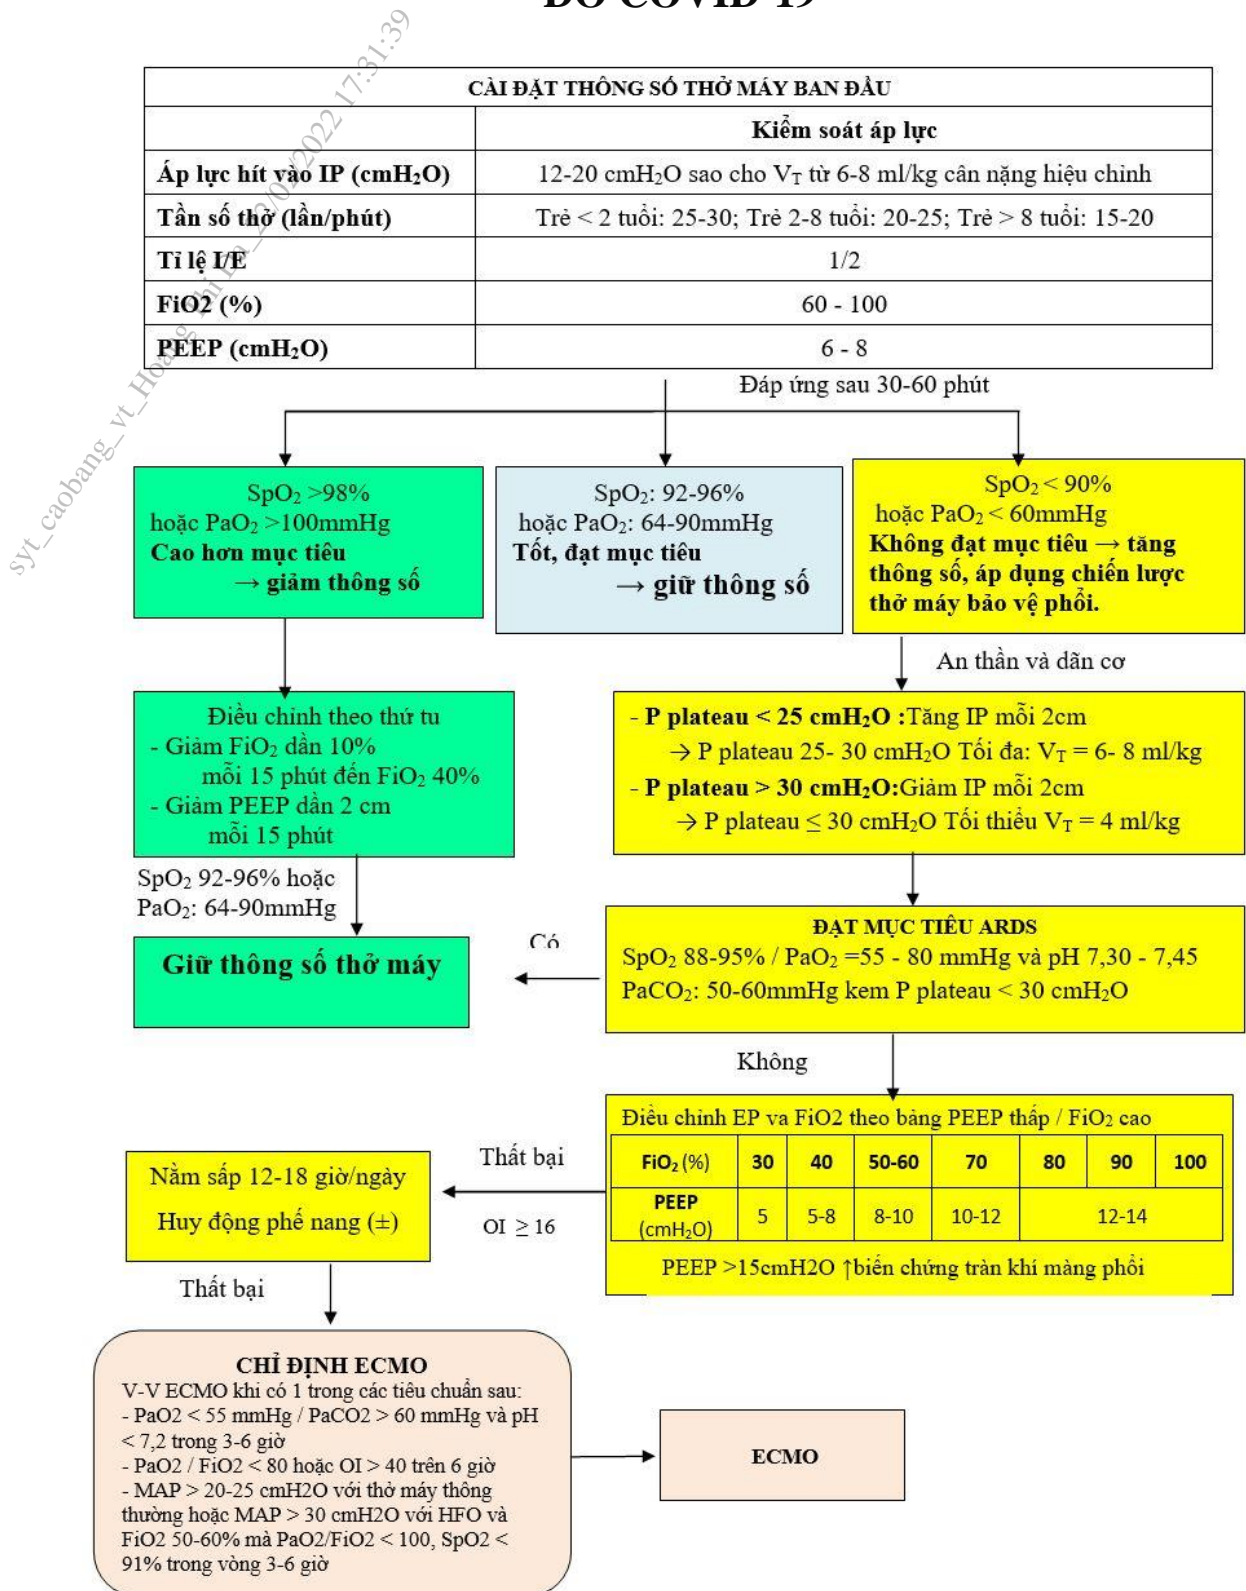 DO COVID-19
syt_caobang_vt_Hoang Thi Ba_22/02/2022 17:31:39
CÀI ĐẶT THÔNG SỐ THỞ MÁY BAN ĐẦU
Kiểm soát áp lực
Áp lực hít vào IP (cmH₂O) 12-20 cmH₂O sao cho V_T từ 6-8 ml/kg cân nặng hiệu chỉnh
Tần số thở (lần/phút) Trẻ < 2 tuổi: 25-30; Trẻ 2-8 tuổi: 20-25; Trẻ > 8 tuổi: 15-20
Tỉ lệ I/E 1/2
FiO2 (%) 60 - 100
PEEP (cmH₂O) 6 - 8
Đáp ứng sau 30-60 phút
SpO₂ >98%
hoặc PaO₂ >100mmHg
Cao hơn mục tiêu
→ giảm thông số
SpO₂: 92-96%
hoặc PaO₂: 64-90mmHg
Tốt, đạt mục tiêu
→ giữ thông số
SpO₂ < 90%
hoặc PaO₂ < 60mmHg
Không đạt mục tiêu → tăng
thông số, áp dụng chiến lược
thở máy bảo vệ phổi.
An thần và dãn cơ
Điều chỉnh theo thứ tu
- Giảm FiO₂ dần 10%
mỗi 15 phút đến FiO₂ 40%
- Giảm PEEP dần 2 cm
mỗi 15 phút
- P plateau < 25 cmH₂O :Tăng IP mỗi 2cm
→ P plateau 25- 30 cmH₂O Tối đa: V_T = 6- 8 ml/kg
- P plateau > 30 cmH₂O:Giảm IP mỗi 2cm
→ P plateau ≤ 30 cmH₂O Tối thiểu V_T = 4 ml/kg
SpO₂ 92-96% hoặc
PaO₂: 64-90mmHg
Giữ thông số thở máy
Có
ĐẠT MỤC TIÊU ARDS
SpO₂ 88-95% / PaO₂ =55 - 80 mmHg và pH 7,30 - 7,45
PaCO₂: 50-60mmHg kem P plateau < 30 cmH₂O
Không
Điều chỉnh EP va FiO2 theo bảng PEEP thấp / FiO₂ cao
FiO₂ (%) 30 40 50-60 70 80 90 100
PEEP
(cmH₂O) 5 5-8 8-10 10-12 12-14
PEEP >15cmH2O ↑biến chứng tràn khí màng phổi
Thất bại
OI ≥ 16
Nằm sấp 12-18 giờ/ngày
Huy động phế nang (±)
Thất bại
CHỈ ĐỊNH ECMO
V-V ECMO khi có 1 trong các tiêu chuẩn sau:
- PaO2 < 55 mmHg / PaCO2 > 60 mmHg và pH
< 7,2 trong 3-6 giờ
- PaO2 / FiO2 < 80 hoặc OI > 40 trên 6 giờ
- MAP > 20-25 cmH2O với thở máy thông
thường hoặc MAP > 30 cmH2O với HFO và
FiO2 50-60% mà PaO2/FiO2 < 100, SpO2 <
91% trong vòng 3-6 giờ
ECMO